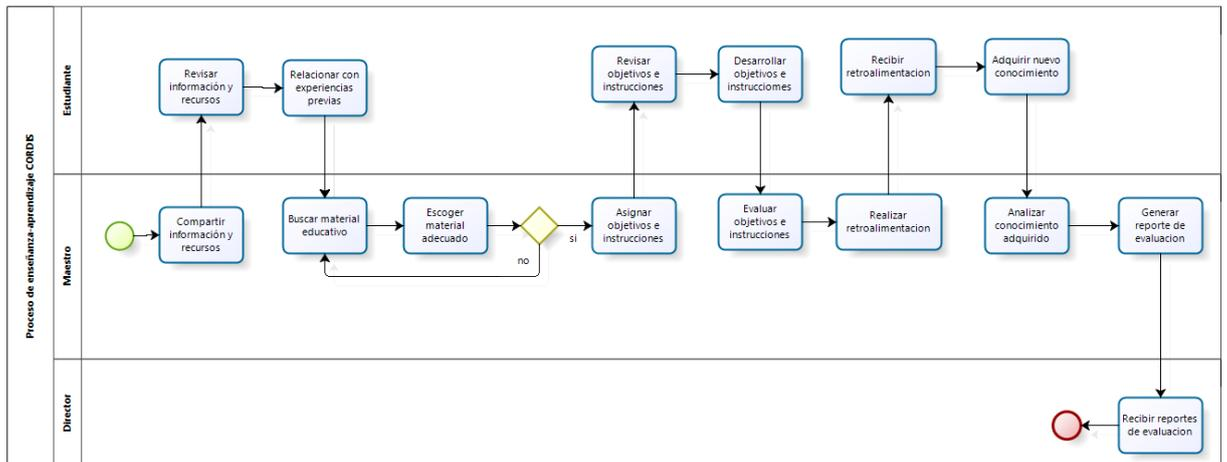 Proceso de enseñanza-aprendizaje CORDIS
Estudiante
Revisar
información y
recursos
Relacionar con
experiencias
previas
Revisar
objetivos e
instrucciones
Desarrollar
objetivos e
instrucciomes
Recibir
retroalimentacion
Adquirir nuevo
conocimiento
Maestro
Compartir
información y
recursos
Buscar material
educativo
Escoger
material
adecuado
si
no
Asignar
objetivos e
instrucciones
Evaluar
objetivos e
instrucciones
Realizar
retroalimentacion
Analizar
conocimiento
adquirido
Generar
reporte de
evaluacion
Director
Recibir reportes
de evaluacion